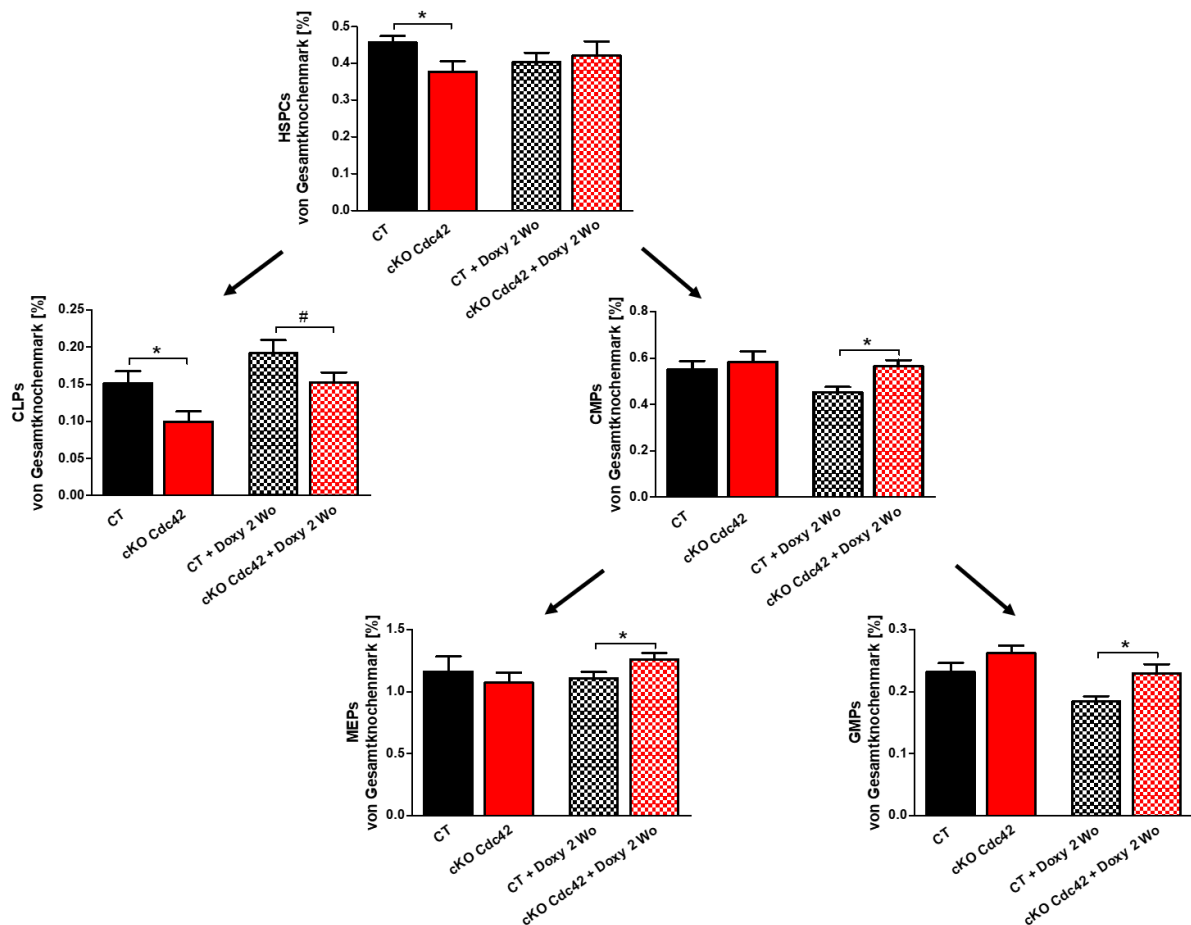 HSPCs
von Gesamtknochenmark [%]
0.5
0.4
0.3
0.2
0.1
0.0
*
CT
cKO Cdc42
CT + Doxy 2 Wo
cKO Cdc42 + Doxy 2 Wo
CLPs
von Gesamtknochenmark [%]
0.25
0.20
0.15
0.10
0.05
0.00
*
#
CT
cKO Cdc42
CT + Doxy 2 Wo
cKO Cdc42 + Doxy 2 Wo
CMPs
von Gesamtknochenmark [%]
0.8
0.6
0.4
0.2
0.0
*
CT
cKO Cdc42
CT + Doxy 2 Wo
cKO Cdc42 + Doxy 2 Wo
MEPs
von Gesamtknochenmark [%]
1.5
1.0
0.5
0.0
*
CT
cKO Cdc42
CT + Doxy 2 Wo
cKO Cdc42 + Doxy 2 Wo
GMPs
von Gesamtknochenmark [%]
0.3
0.2
0.1
0.0
*
CT
cKO Cdc42
CT + Doxy 2 Wo
cKO Cdc42 + Doxy 2 Wo